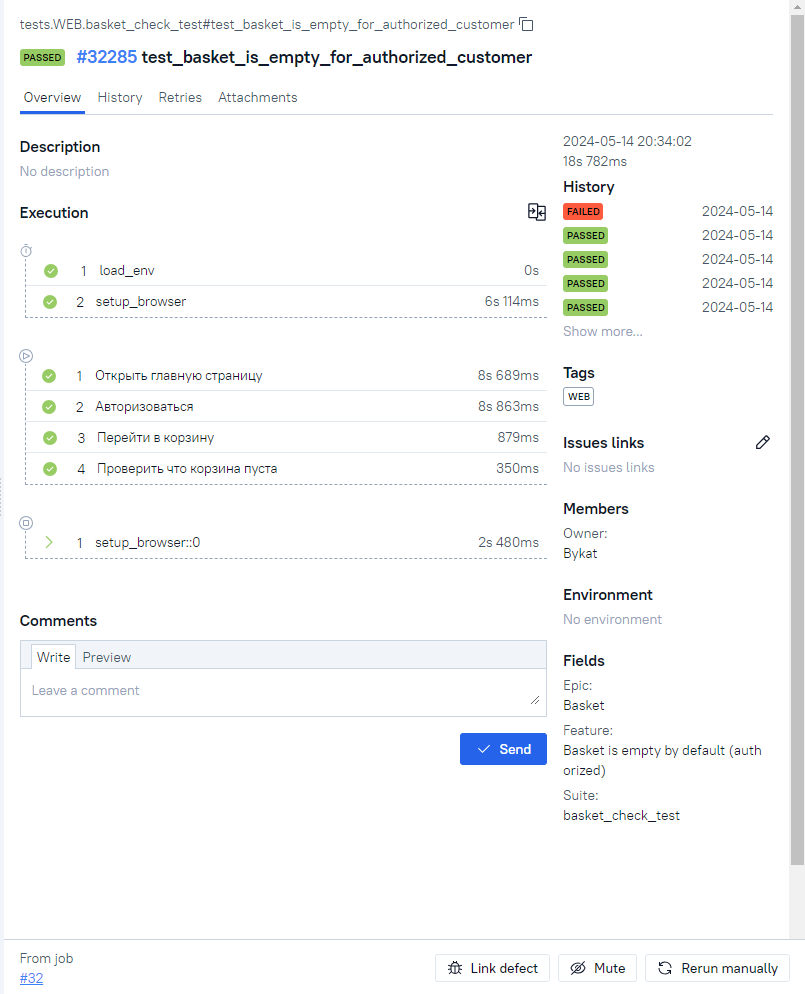 tests.WEB.basket_check_test#test_basket_is_empty_for_authorized_customer
PASSED #32285 test_basket_is_empty_for_authorized_customer
Overview History Retries Attachments
Description
No description
Execution
1 load_env 0s
2 setup_browser 6s 114ms
1 Открыть главную страницу 8s 689ms
2 Авторизоваться 8s 863ms
3 Перейти в корзину 879ms
4 Проверить что корзина пуста 350ms
1 setup_browser::0 2s 480ms
Comments
Write Preview
Leave a comment
Send
2024-05-14 20:34:02
18s 782ms
History
FAILED 2024-05-14
PASSED 2024-05-14
PASSED 2024-05-14
PASSED 2024-05-14
PASSED 2024-05-14
Show more...
Tags
WEB
Issues links
No issues links
Members
Owner:
Bykat
Environment
No environment
Fields
Epic:
Basket
Feature:
Basket is empty by default (auth
orized)
Suite:
basket_check_test
From job
#32
Link defect Mute Rerun manually